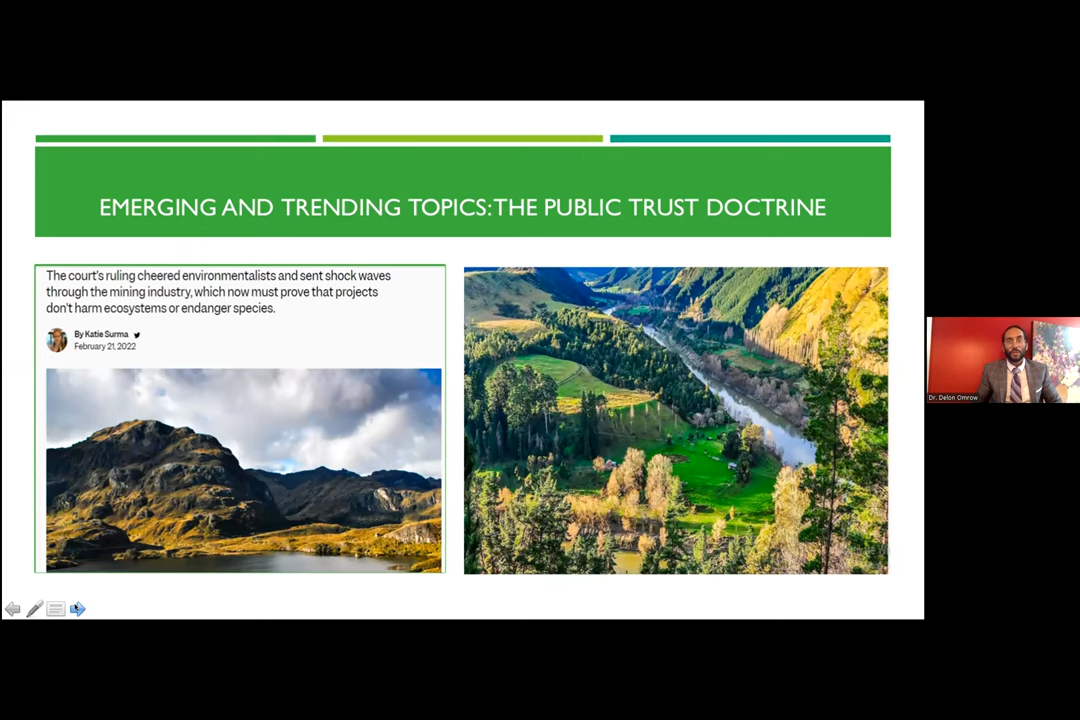 EMERGING AND TRENDING TOPICS:THE PUBLIC TRUST DOCTRINE
The court's ruling cheered environmentalists and sent shock waves
through the mining industry, which now must prove that projects
don't harm ecosystems or endanger species.
By Katie Surma
February 21, 2022
Dr. Delon Omrow